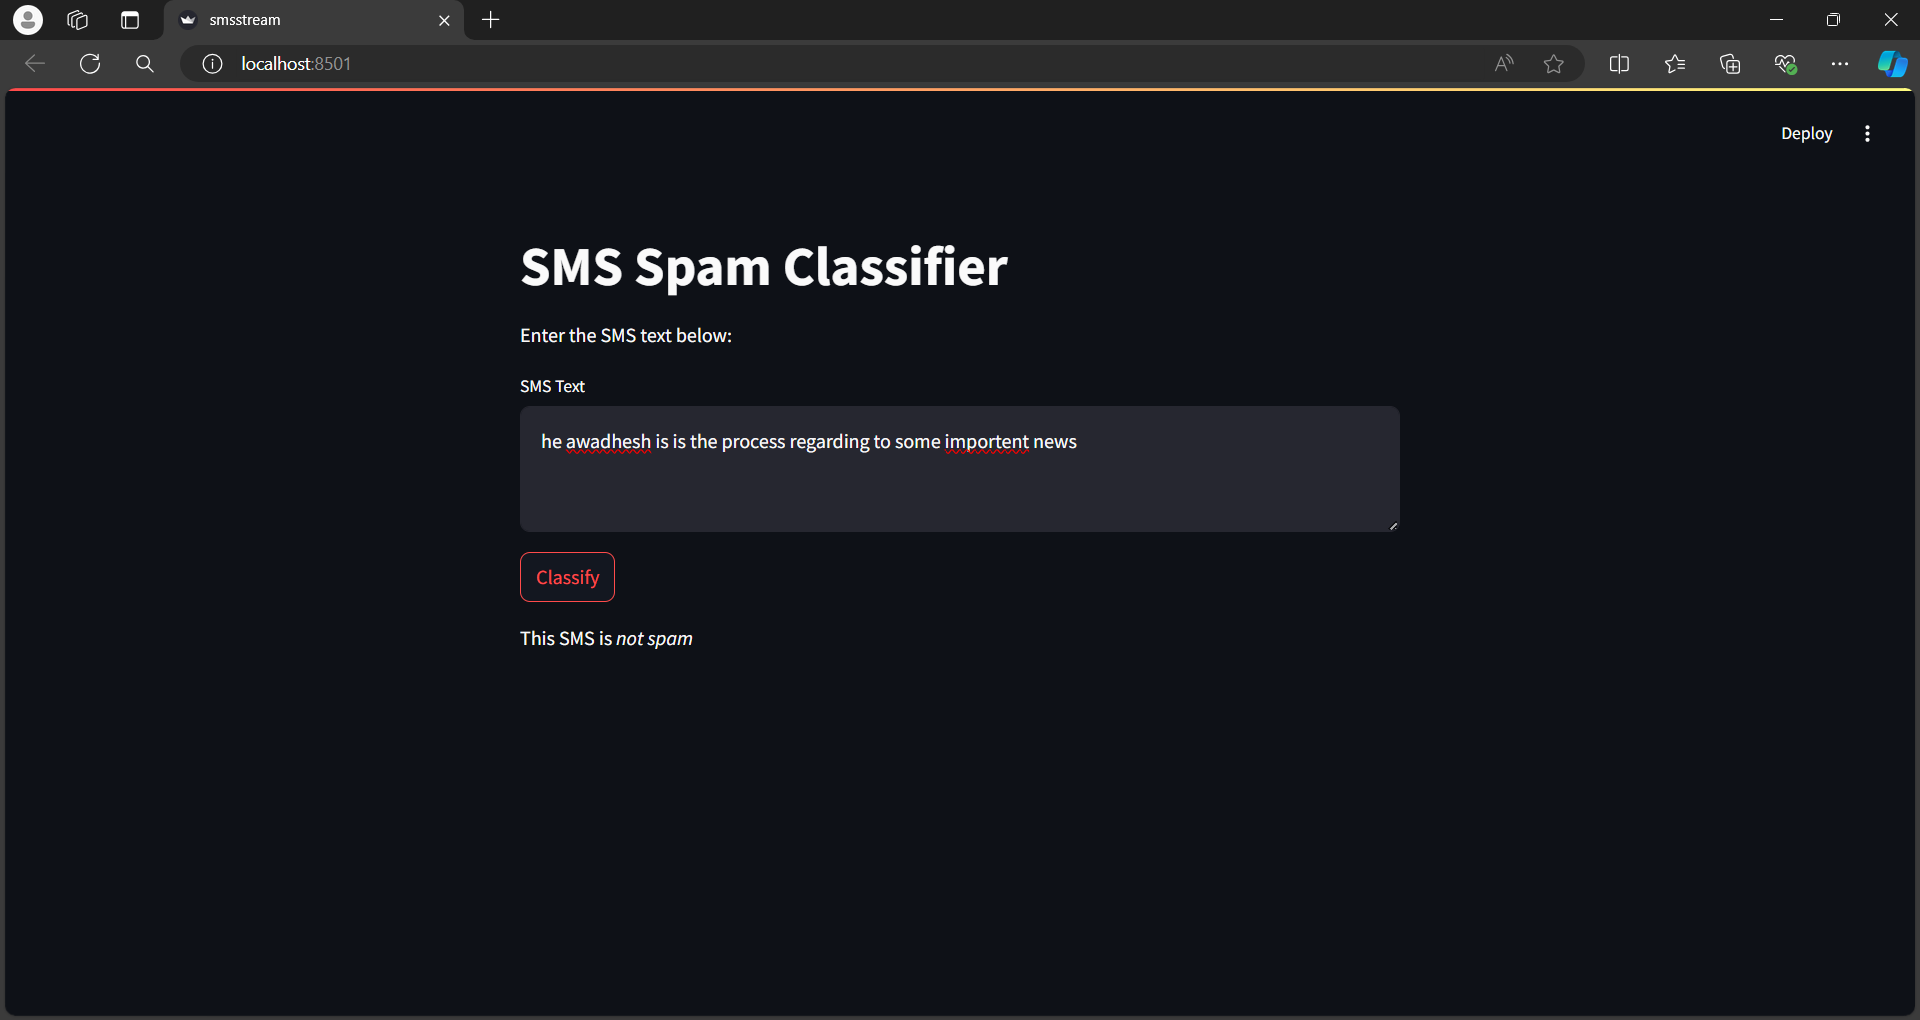 smsstream
localhost:8501
Deploy
SMS Spam Classifier
Enter the SMS text below:
SMS Text
he awadhesh is is the process regarding to some importent news
Classify
This SMS is not spam